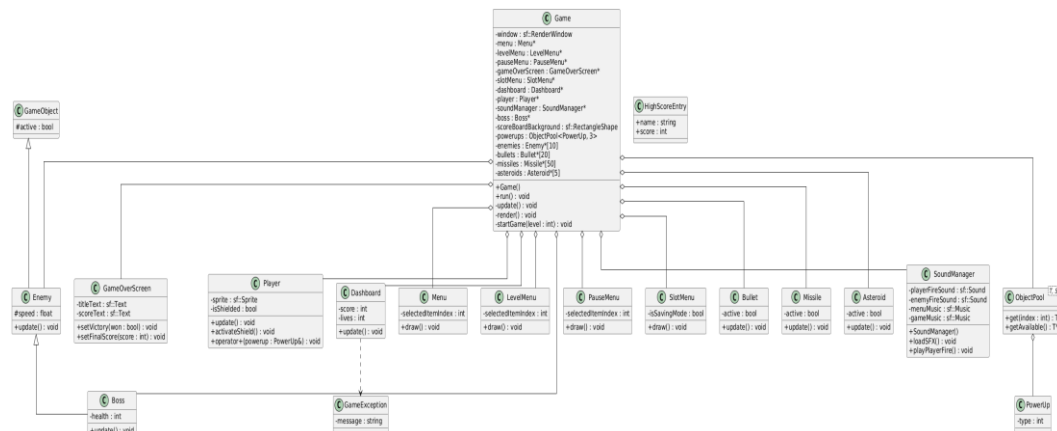 C Game
-window : sf::RenderWindow
-menu : Menu*
-levelMenu : LevelMenu*
-pauseMenu : PauseMenu*
-gameOverScreen : GameOverScreen*
-slotMenu : SlotMenu*
-dashboard : Dashboard*
-player : Player*
-soundManager : SoundManager*
-boss : Boss*
-scoreBoardBackground : sf::RectangleShape
-powerups : ObjectPool<PowerUp, 3>
-enemies : Enemy*[10]
-bullets : Bullet*[20]
-missiles : Missile*[50]
-asteroids : Asteroid*[5]
+Game()
+run() : void
-update() : void
-render() : void
-startGame(level : int) : void
C HighScoreEntry
+name : string
+score : int
C GameObject
#active : bool
C Enemy
#speed : float
+update() : void
C GameOverScreen
-titleText : sf::Text
-scoreText : sf::Text
+setVictory(won : bool) : void
+setFinalScore(score : int) : void
C Player
-sprite : sf::Sprite
-isShielded : bool
+update() : void
+activateShield() : void
+operator+(powerup : PowerUp&) : void
C Dashboard
-score : int
-lives : int
+update() : void
C Menu
-selectedItemIndex : int
+draw() : void
C LevelMenu
-selectedItemIndex : int
+draw() : void
C PauseMenu
-selectedItemIndex : int
+draw() : void
C SlotMenu
-isSavingMode : bool
+draw() : void
C Bullet
-active : bool
+update() : void
C Missile
-active : bool
+update() : void
C Asteroid
-active : bool
+update() : void
C SoundManager
-playerFireSound : sf::Sound
-enemyFireSound : sf::Sound
-menuMusic : sf::Music
-gameMusic : sf::Music
+SoundManager()
+loadSFX() : void
+playPlayerFire() : void
C ObjectPool
+get(index : int) :
+getAvailable() :
C Boss
-health : int
+update() : void
C GameException
-message : string
C PowerUp
-type : int